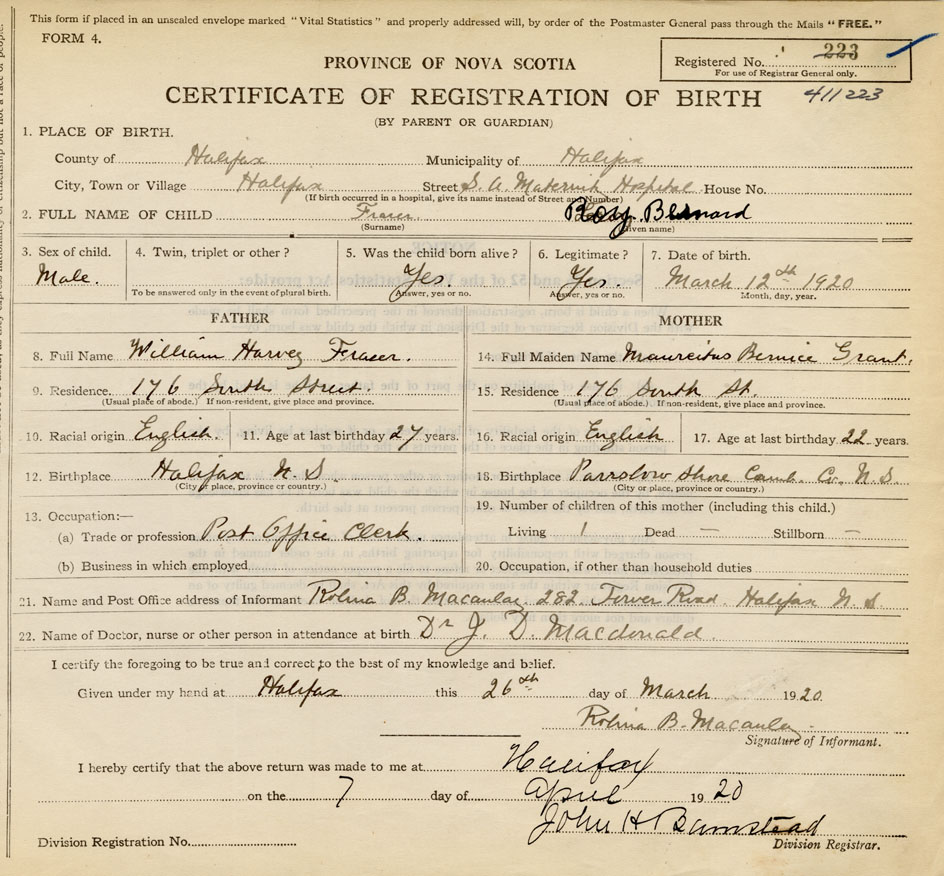 This form if placed in an unsealed envelope marked "Vital Statistics" and properly addressed will, by order of the Postmaster General pass through the Mails "FREE."
FORM 4.
Registered No. 223
For use of Registrar General only.
PROVINCE OF NOVA SCOTIA
411223
CERTIFICATE OF REGISTRATION OF BIRTH
(BY PARENT OR GUARDIAN)
1. PLACE OF BIRTH.
County of Halifax Municipality of Halifax
City, Town or Village Halifax Street S. A. Maternity Hospital House No.
(If birth occurred in a hospital, give its name instead of Street and Number)
2. FULL NAME OF CHILD Fraser Roy Bernard
(Surname) (Given name)
3. Sex of child. 4. Twin, triplet or other? 5. Was the child born alive? 6. Legitimate? 7. Date of birth.
Male. Yes. Yes. March 12th 1920
To be answered only in the event of plural birth. Answer, yes or no. Answer, yes or no. Month, day, year.
FATHER MOTHER
8. Full Name William Harvey Fraser. 14. Full Maiden Name Bernice Grant.
9. Residence. 176 South Street. 15. Residence 176 South St.
(Usual place of abode.) If non-resident, give place and province. (Usual place of abode.) If non-resident, give place and province.
10. Racial origin English. 11. Age at last birthday 27 years. 16. Racial origin English 17. Age at last birthday 22 years.
12. Birthplace Halifax N. S. 18. Birthplace Shore Cumb. Co. N. S.
(City or place, province or country.) (City or place, province or country.)
13. Occupation:— 19. Number of children of this mother (including this child.)
(a) Trade or profession Post Office Clerk. Living 1 Dead — Stillborn —
(b) Business in which employed 20. Occupation, if other than household duties
21. Name and Post Office address of Informant Rolina B. Macaulay 282 Tower Road. Halifax N. S.
22. Name of Doctor, nurse or other person in attendance at birth Dr J. D. Macdonald.
I certify the foregoing to be true and correct to the best of my knowledge and belief.
Given under my hand at Halifax this 26th day of March 1920.
Rolina B. Macaulay
Signature of Informant.
I hereby certify that the above return was made to me at Halifax
on the 7 day of April 1920
John H Barnstead
Division Registration No. Division Registrar.